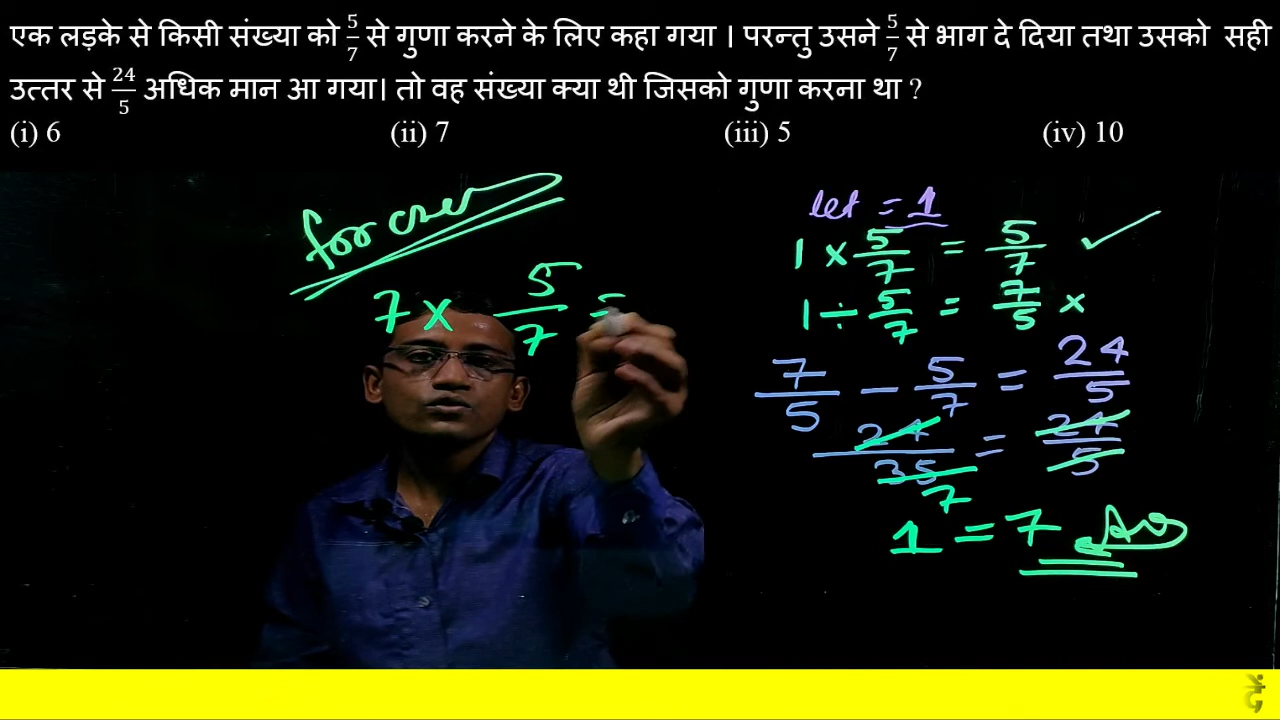 एक लड़के से किसी संख्या को 5/7 से गुणा करने के लिए कहा गया । परन्तु उसने 5/7 से भाग दे दिया तथा उसको सही
उत्तर से 24/5 अधिक मान आ गया। तो वह संख्या क्या थी जिसको गुणा करना था ?
(i) 6 (ii) 7 (iii) 5 (iv) 10
let = 1
1 × 5/7 = 5/7 ✓
1 ÷ 5/7 = 7/5 ×
7/5 − 5/7 = 24/5
24/35 = 24/5
7
1 = 7 Ans
for
7 × 5/7 =